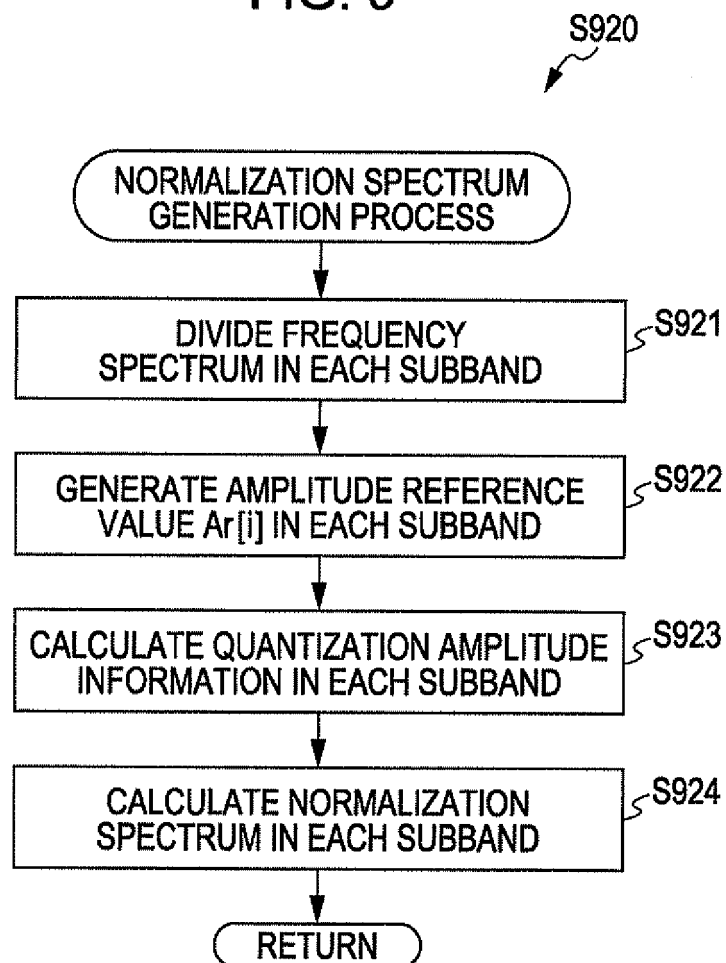 S920
NORMALIZATION SPECTRUM
GENERATION PROCESS
DIVIDE FREQUENCY
SPECTRUM IN EACH SUBBAND
S921
GENERATE AMPLITUDE REFERENCE
VALUE Ar[i] IN EACH SUBBAND
S922
CALCULATE QUANTIZATION AMPLITUDE
INFORMATION IN EACH SUBBAND
S923
CALCULATE NORMALIZATION
SPECTRUM IN EACH SUBBAND
S924
RETURN